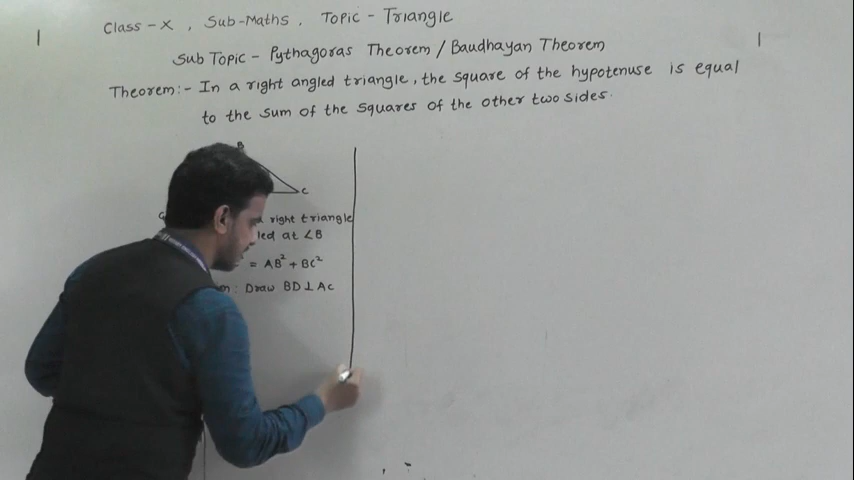 Class-X, Sub-Maths, Topic - Triangle
Sub Topic - Pythagoras Theorem / Baudhayan Theorem
Theorem:- In a right angled triangle, the square of the hypotenuse is equal
to the sum of the squares of the other two sides.
B
C
right triangle
at ∠B
= AB² + BC²
: Draw BD ⊥ AC